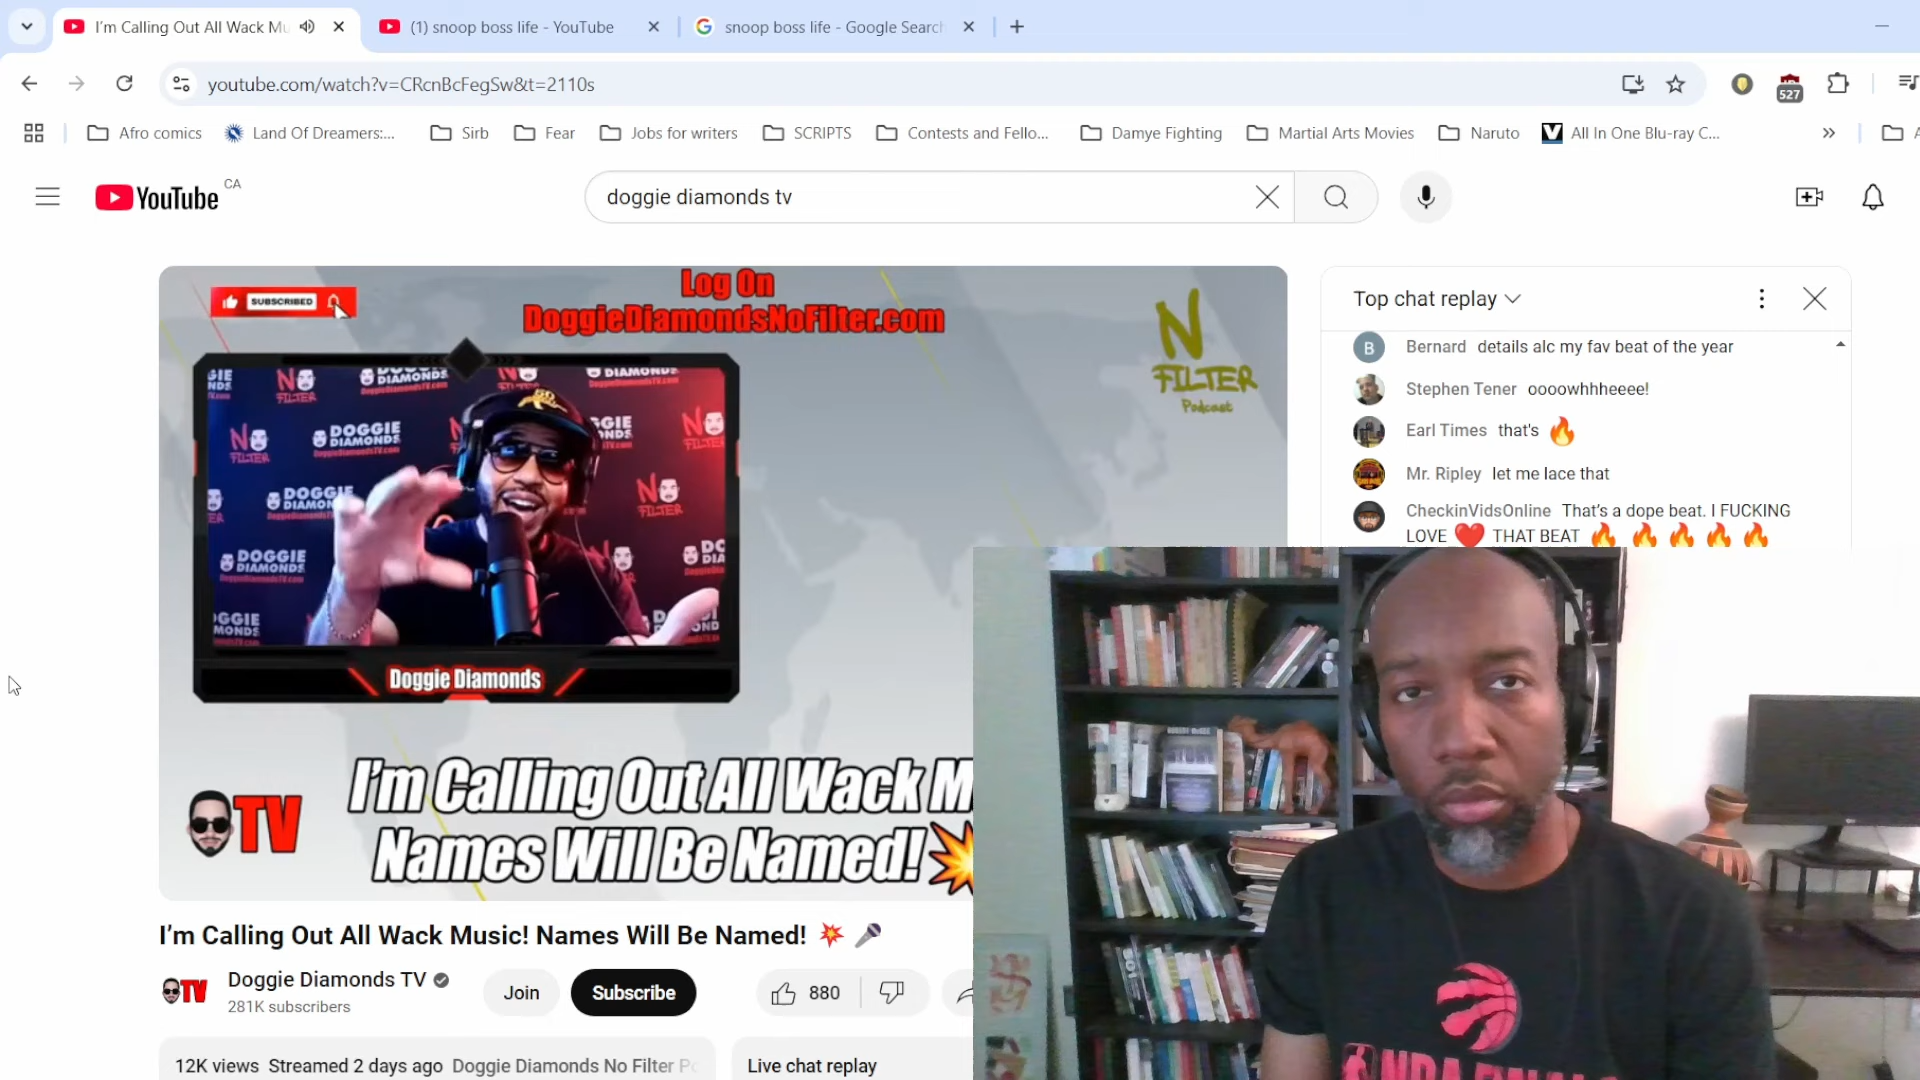 I'm Calling Out All Wack Mu
(1) snoop boss life - YouTube
snoop boss life - Google Search
youtube.com/watch?v=CRcnBcFegSw&t=2110s
527
Afro comics
Land Of Dreamers:...
Sirb
Fear
Jobs for writers
SCRIPTS
Contests and Fello...
Damye Fighting
Martial Arts Movies
Naruto
All In One Blu-ray C...
YouTube CA
doggie diamonds tv
SUBSCRIBED
Log On
DoggieDiamondsNoFilter.com
N
FILTER
Podcast
DOGGIE
DIAMONDS
Doggie Diamonds
TV
I'm Calling Out All Wack M
Names Will Be Named!
Top chat replay
Bernard details alc my fav beat of the year
Stephen Tener oooowhhheeee!
Earl Times that's 🔥
Mr. Ripley let me lace that
CheckinVidsOnline That's a dope beat. I FUCKING
LOVE ❤️ THAT BEAT 🔥 🔥 🔥 🔥 🔥
I'm Calling Out All Wack Music! Names Will Be Named! 💥 🎤
Doggie Diamonds TV
281K subscribers
Join
Subscribe
880
12K views Streamed 2 days ago Doggie Diamonds No Filter Po
Live chat replay